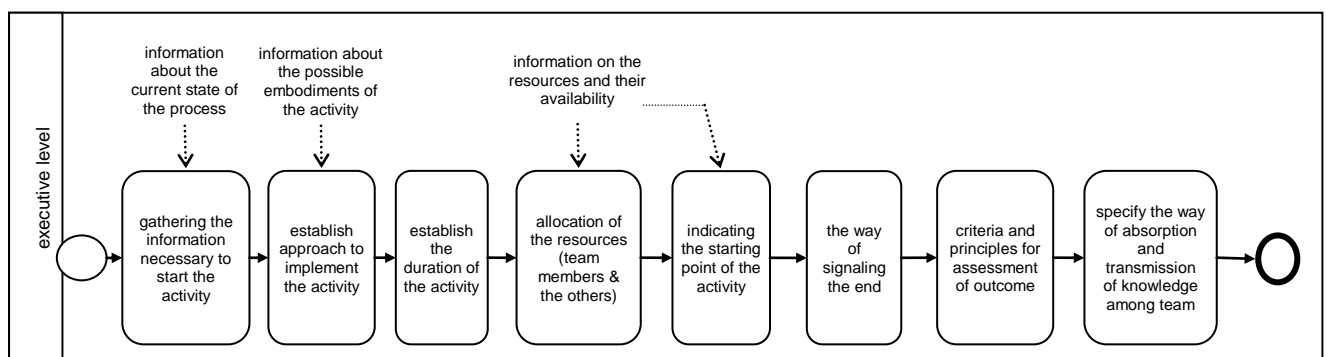 executive level
information
about the
current state of
the process
information about
the possible
embodiments of
the activity
information on the
resources and their
availability
gathering the
information
necessary to
start the
activity
establish
approach to
implement
the activity
establish
the
duration of
the activity
allocation of
the resources
(team
members &
the others)
indicating
the starting
point of the
activity
the way
of
signaling
the end
criteria and
principles for
assessment
of outcome
specify the way
of absorption
and
transmission
of knowledge
among team